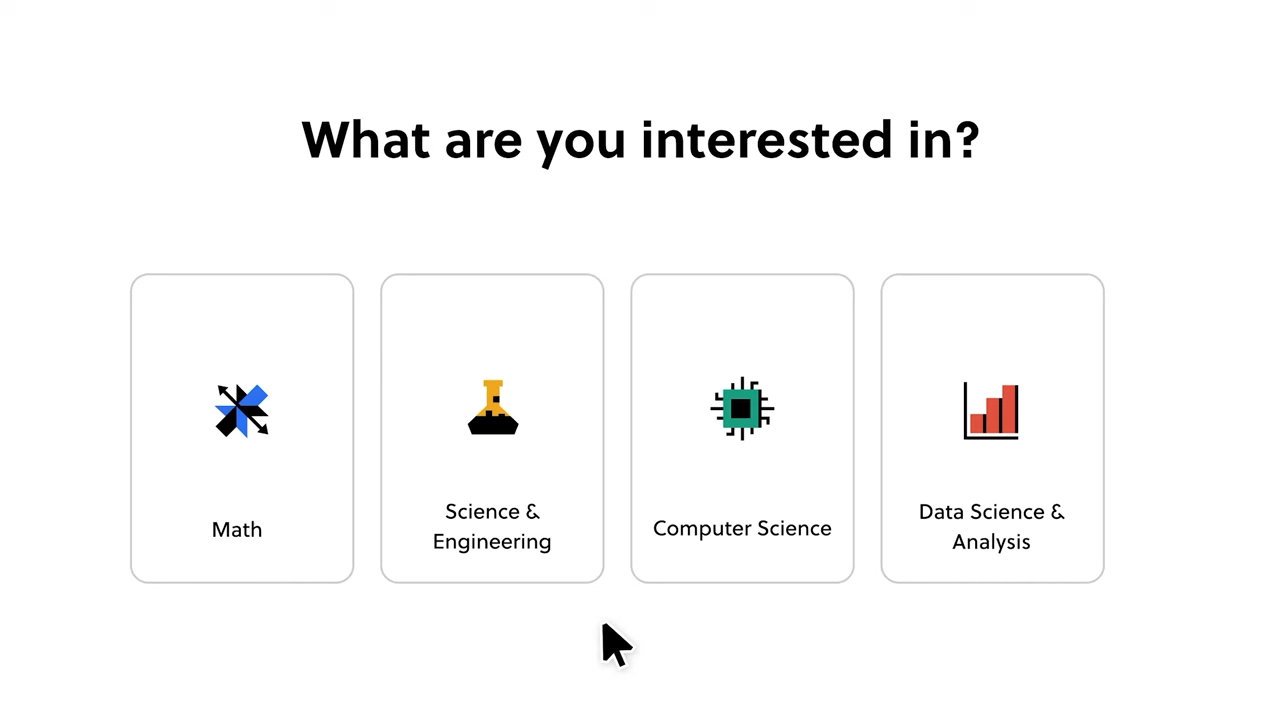 What are you interested in?
Math
Science &
Engineering
Computer Science
Data Science &
Analysis